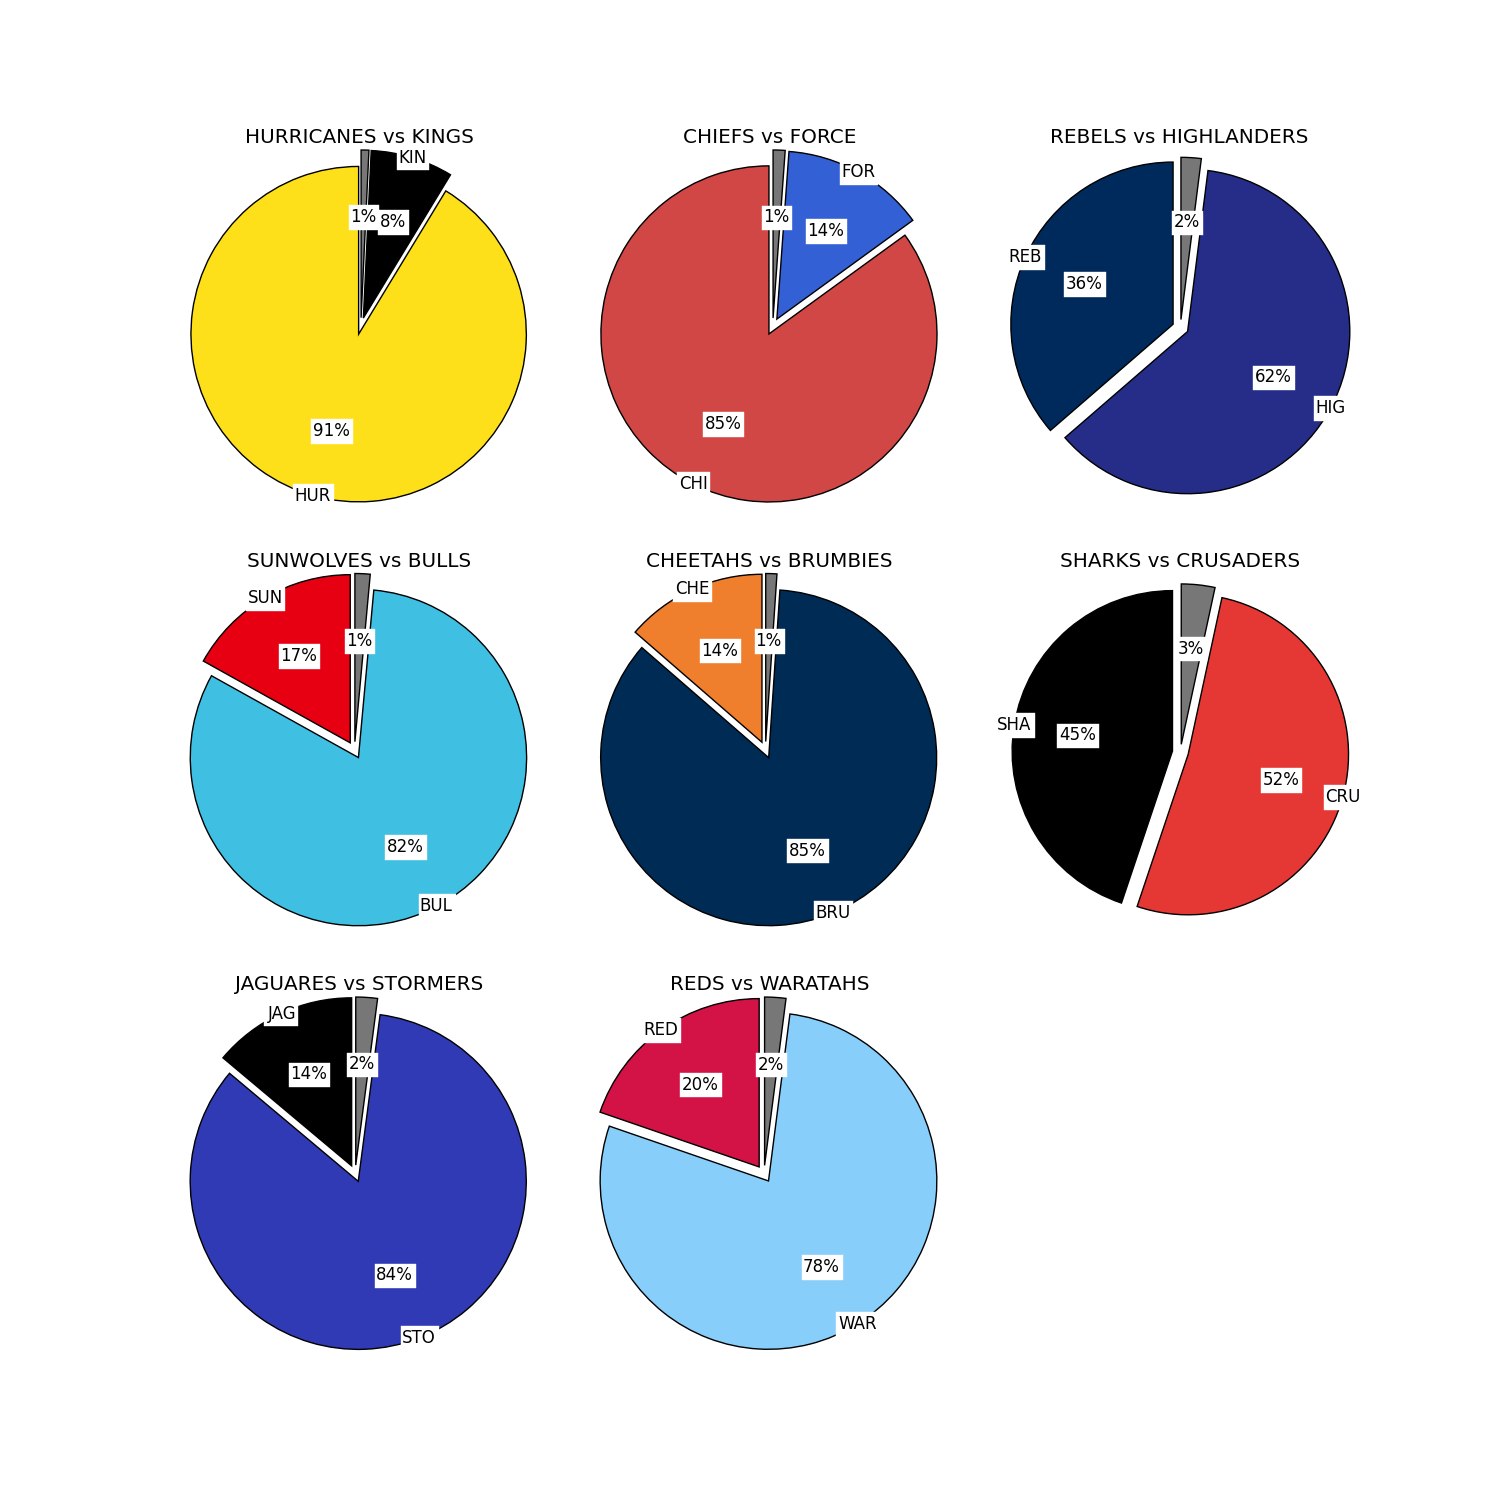 HURRICANES vs KINGS
KIN
1%
8%
91%
HUR
CHIEFS vs FORCE
FOR
1%
14%
85%
CHI
REBELS vs HIGHLANDERS
2%
REB
36%
62%
HIG
SUNWOLVES vs BULLS
SUN
1%
17%
82%
BUL
CHEETAHS vs BRUMBIES
CHE
1%
14%
85%
BRU
SHARKS vs CRUSADERS
3%
SHA
45%
52%
CRU
JAGUARES vs STORMERS
JAG
2%
14%
84%
STO
REDS vs WARATAHS
RED
2%
20%
78%
WAR